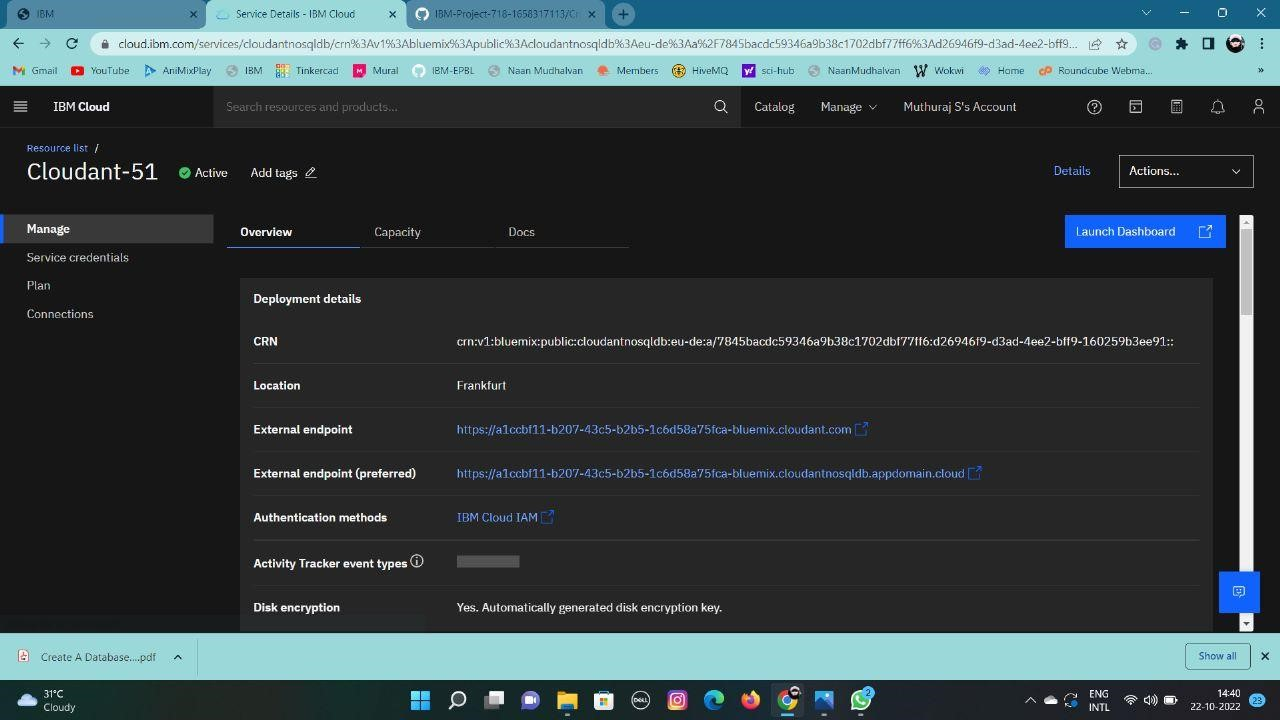 IBM
Service Details - IBM Cloud
IBM-Project-718-1658317113/Cr
cloud.ibm.com/services/cloudantnosqldb/crn%3Av1%3Abluemix%3Apublic%3Acloudantnosqldb%3Aeu-de%3Aa%2F7845bacdc59346a9b38c1702dbf77ff6%3Ad26946f9-d3ad-4ee2-bff9...
Gmail YouTube AniMixPlay IBM Tinkercad Mural IBM-EPBL Naan Mudhalvan Members HiveMQ sci-hub NaanMudhalvan Wokwi Home Roundcube Webma... »
IBM Cloud
Search resources and products...
Catalog Manage Muthuraj S's Account
Resource list /
Cloudant-51 Active Add tags
Details Actions...
Manage
Service credentials
Plan
Connections
Overview Capacity Docs
Launch Dashboard
Deployment details
CRN crn:v1:bluemix:public:cloudantnosqldb:eu-de:a/7845bacdc59346a9b38c1702dbf77ff6:d26946f9-d3ad-4ee2-bff9-160259b3ee91::
Location Frankfurt
External endpoint https://a1ccbf11-b207-43c5-b2b5-1c6d58a75fca-bluemix.cloudant.com
External endpoint (preferred) https://a1ccbf11-b207-43c5-b2b5-1c6d58a75fca-bluemix.cloudantnosqldb.appdomain.cloud
Authentication methods IBM Cloud IAM
Activity Tracker event types
Disk encryption Yes. Automatically generated disk encryption key.
Create A Database....pdf
Show all
31°C
Cloudy
DELL
2
ENG
INTL
14:40
22-10-2022